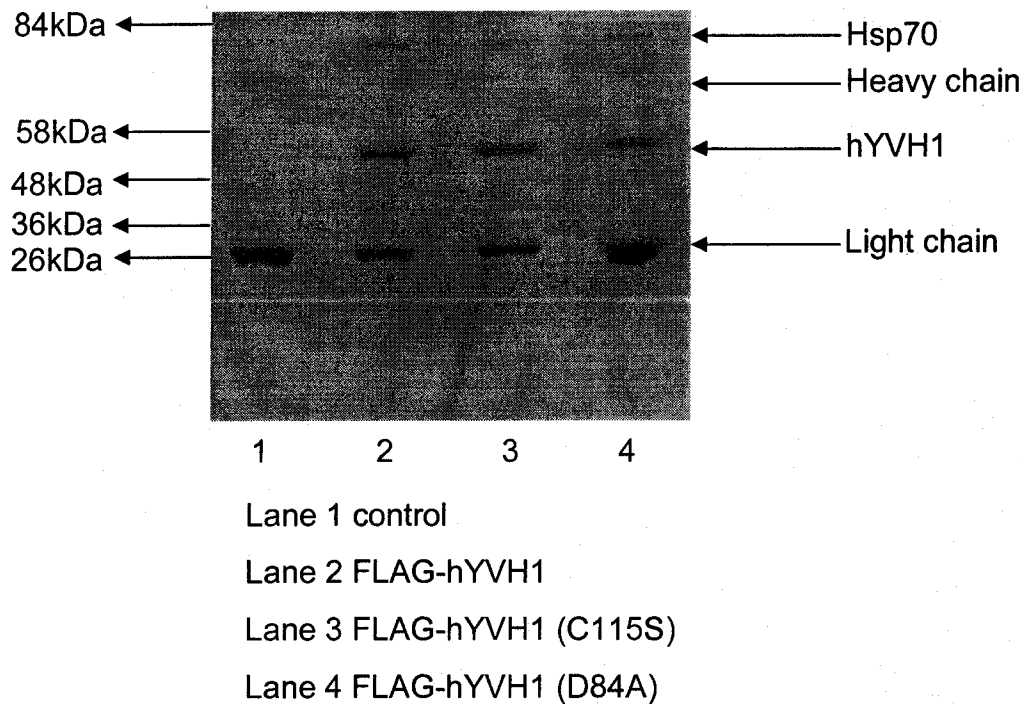 84kDa
Hsp70
Heavy chain
58kDa
hYVH1
48kDa
36kDa
Light chain
26kDa
1 2 3 4
Lane 1 control
Lane 2 FLAG-hYVH1
Lane 3 FLAG-hYVH1 (C115S)
Lane 4 FLAG-hYVH1 (D84A)